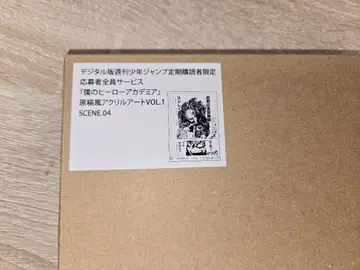 デジタル版週刊少年ジャンプ定期購読者限定
応募者全員サービス
『僕のヒーローアカデミア』
原稿風アクリルアートVOL.1
SCENE.04